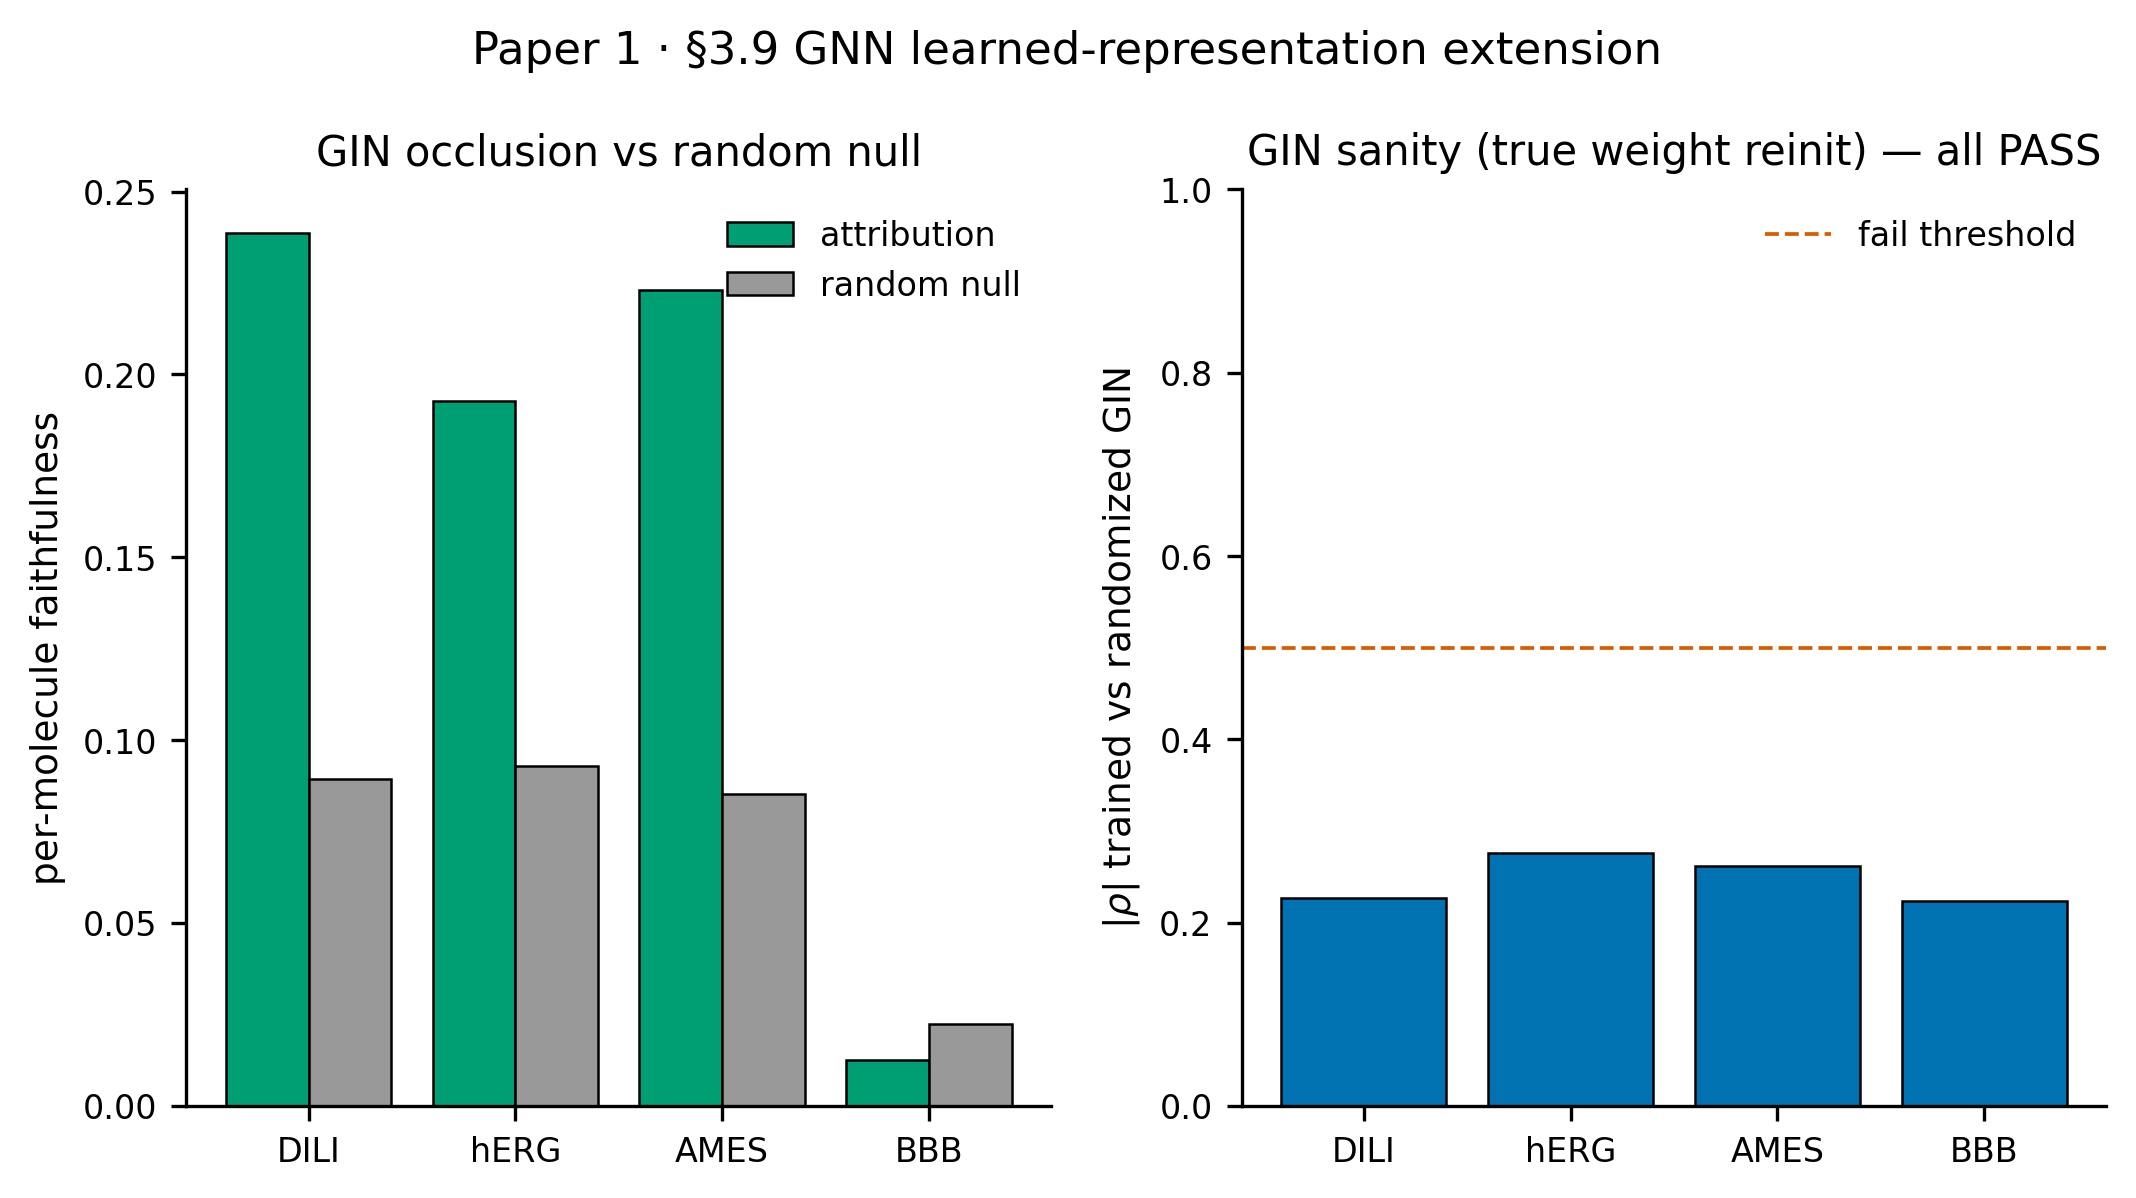 Paper 1 · §3.9 GNN learned-representation extension
GIN occlusion vs random null
per-molecule faithfulness
0.25
0.20
0.15
0.10
0.05
0.00
attribution
random null
DILI
hERG
AMES
BBB
GIN sanity (true weight reinit) — all PASS
|ρ| trained vs randomized GIN
1.0
0.8
0.6
0.4
0.2
0.0
fail threshold
DILI
hERG
AMES
BBB